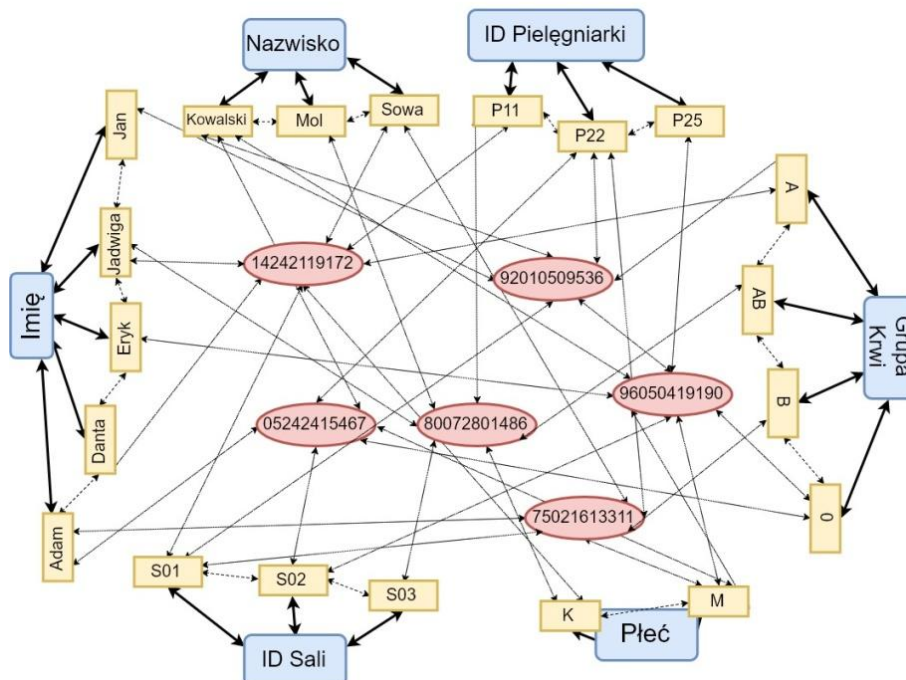 Nazwisko
ID Pielęgniarki
Kowalski
Mol
Sowa
P11
P22
P25
Jan
Jadwiga
Imię
Eryk
Danta
Adam
14242119172
92010509536
96050419190
05242415467
80072801486
75021613311
A
AB
B
0
Grupa
Krwi
S01
S02
S03
ID Sali
K
M
Płeć